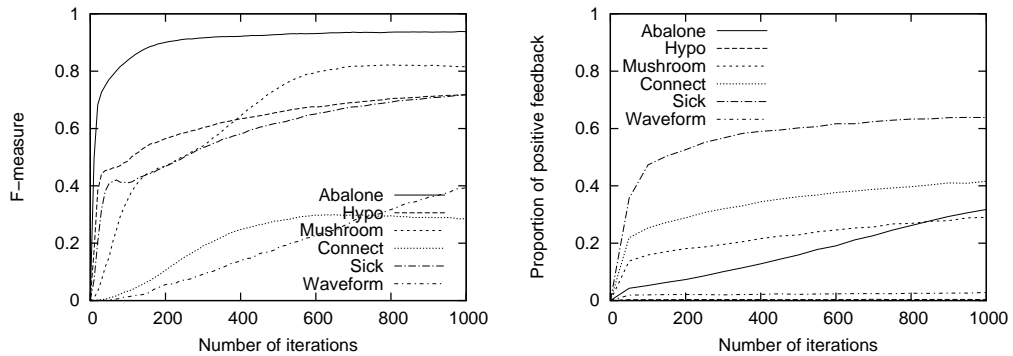 F−measure
1
0.8
0.6
0.4
0.2
0
0 200 400 600 800 1000
Number of iterations
Abalone
Hypo
Mushroom
Connect
Sick
Waveform
Proportion of positive feedback
1
0.8
0.6
0.4
0.2
0
0 200 400 600 800 1000
Number of iterations
Abalone
Hypo
Mushroom
Connect
Sick
Waveform